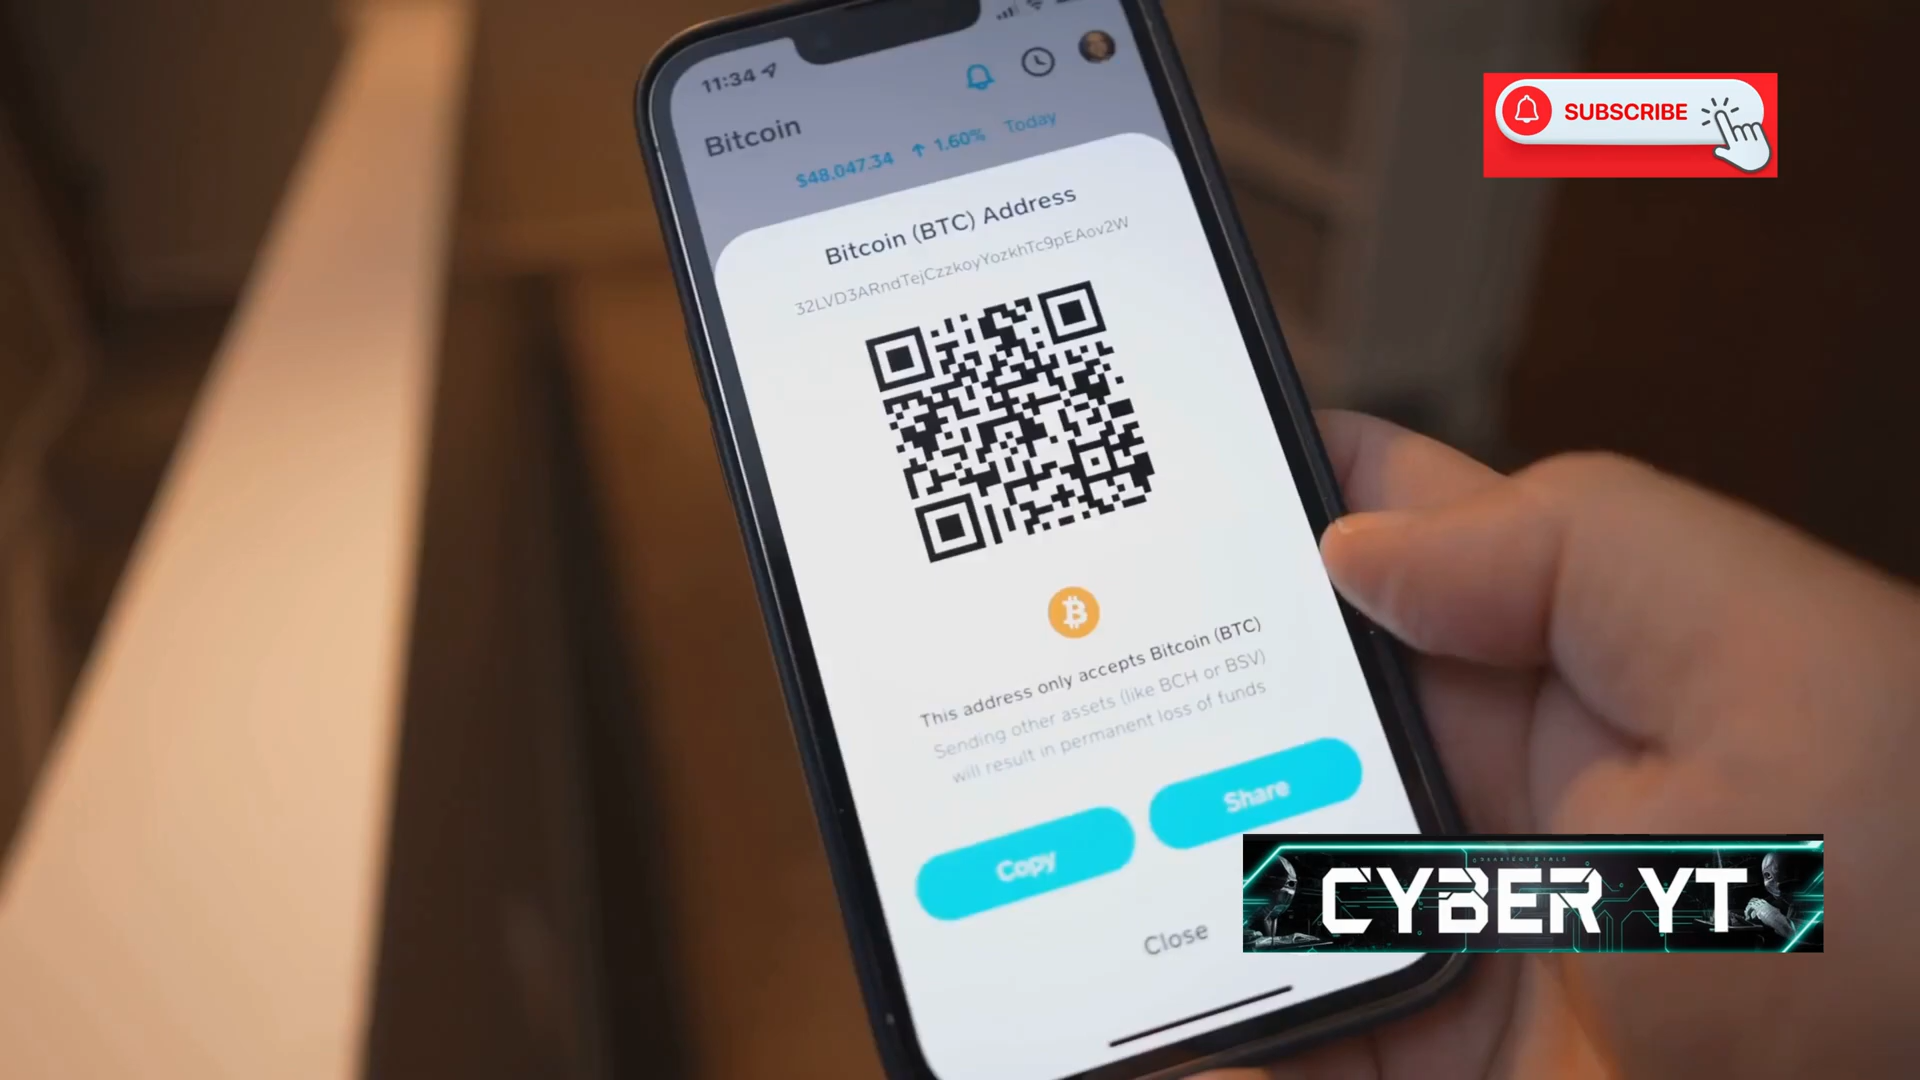 11:34
Bitcoin
$48,047.34 ↑ 1.60% Today
SUBSCRIBE
Bitcoin (BTC) Address
32LVD3ARndTejCzzkoyYozkhTc9pEAov2W
This address only accepts Bitcoin (BTC)
Sending other assets (like BCH or BSV)
will result in permanent loss of funds
Copy
Share
Close
CYBER YT